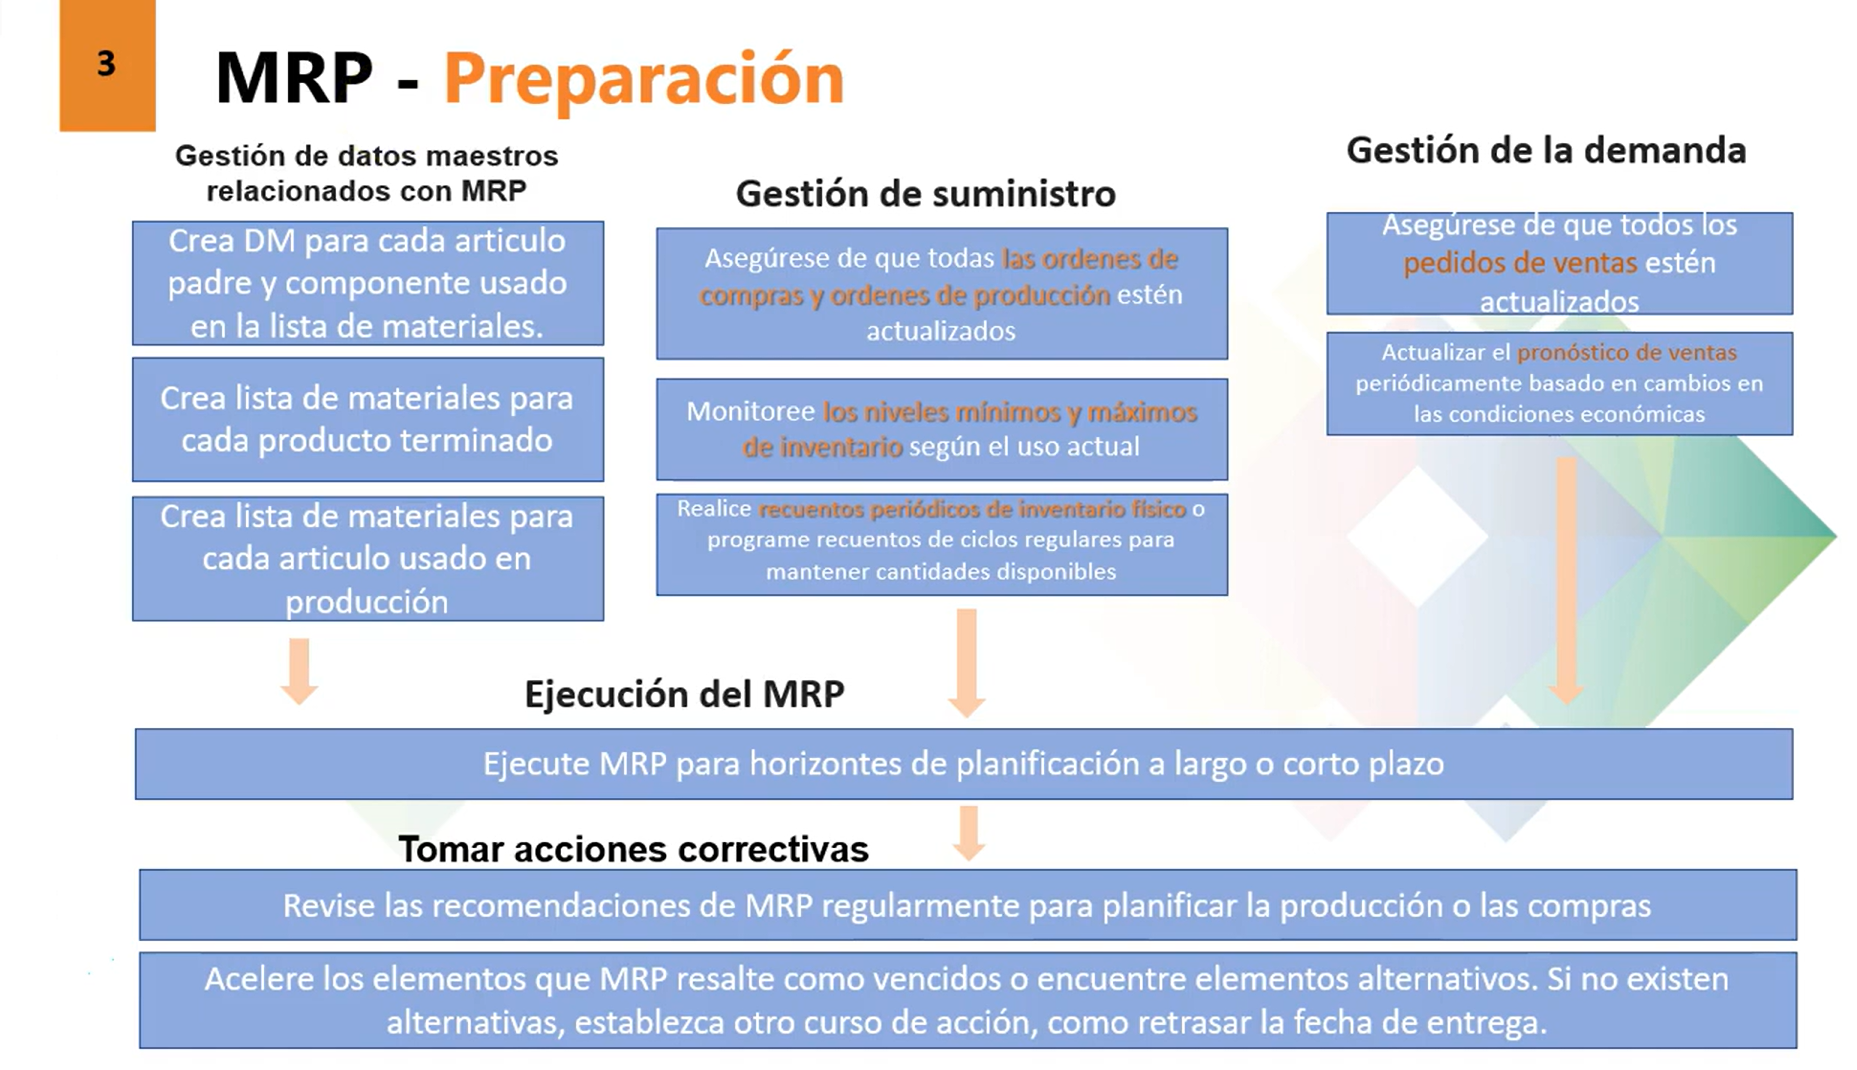 3
MRP - Preparación
Gestión de datos maestros
relacionados con MRP
Crea DM para cada articulo
padre y componente usado
en la lista de materiales.
Crea lista de materiales para
cada producto terminado
Crea lista de materiales para
cada articulo usado en
producción
Gestión de suministro
Asegúrese de que todas las ordenes de
compras y ordenes de producción estén
actualizados
Monitoree los niveles mínimos y máximos
de inventario según el uso actual
Realice recuentos periódicos de inventario físico o
programe recuentos de ciclos regulares para
mantener cantidades disponibles
Gestión de la demanda
Asegúrese de que todos los
pedidos de ventas estén
actualizados
Actualizar el pronóstico de ventas
periódicamente basado en cambios en
las condiciones económicas
Ejecución del MRP
Ejecute MRP para horizontes de planificación a largo o corto plazo
Tomar acciones correctivas
Revise las recomendaciones de MRP regularmente para planificar la producción o las compras
Acelere los elementos que MRP resalte como vencidos o encuentre elementos alternativos. Si no existen
alternativas, establezca otro curso de acción, como retrasar la fecha de entrega.